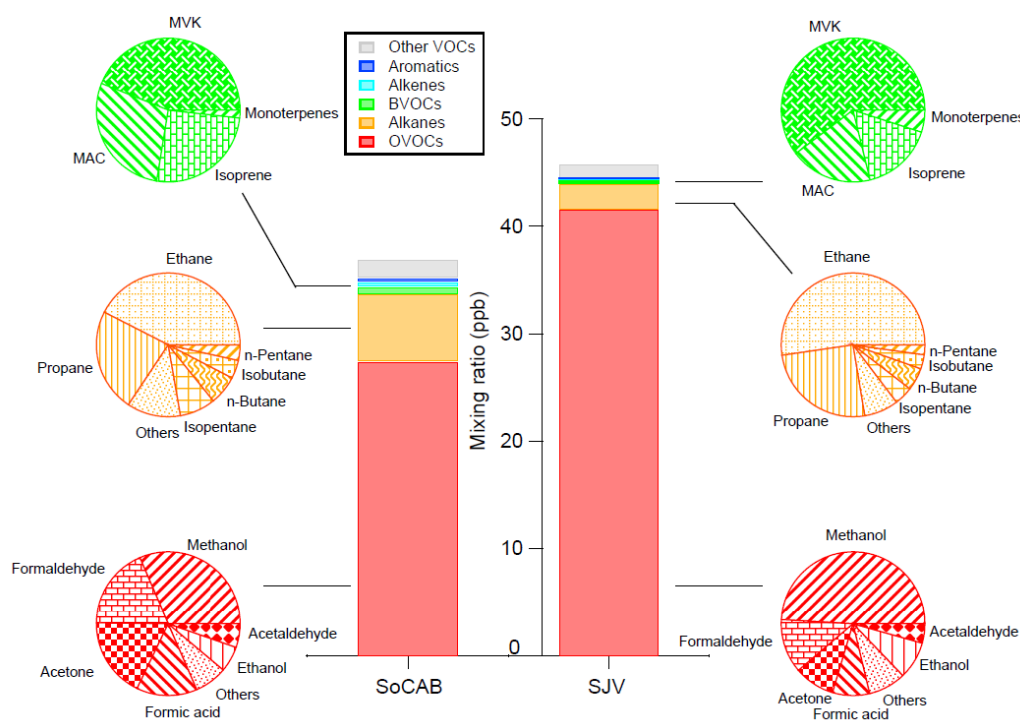 MVK
Monoterpenes
Isoprene
MAC
Other VOCs
Aromatics
Alkenes
BVOCs
Alkanes
OVOCs
MVK
Monoterpenes
Isoprene
MAC
Ethane
Propane
n-Pentane
Isobutane
n-Butane
Isopentane
Others
50
40
30
20
10
0
Mixing ratio (ppb)
Ethane
n-Pentane
Isobutane
n-Butane
Isopentane
Others
Propane
Methanol
Formaldehyde
Acetaldehyde
Ethanol
Others
Formic acid
Acetone
SoCAB
SJV
Methanol
Formaldehyde
Acetaldehyde
Ethanol
Others
Formic acid
Acetone